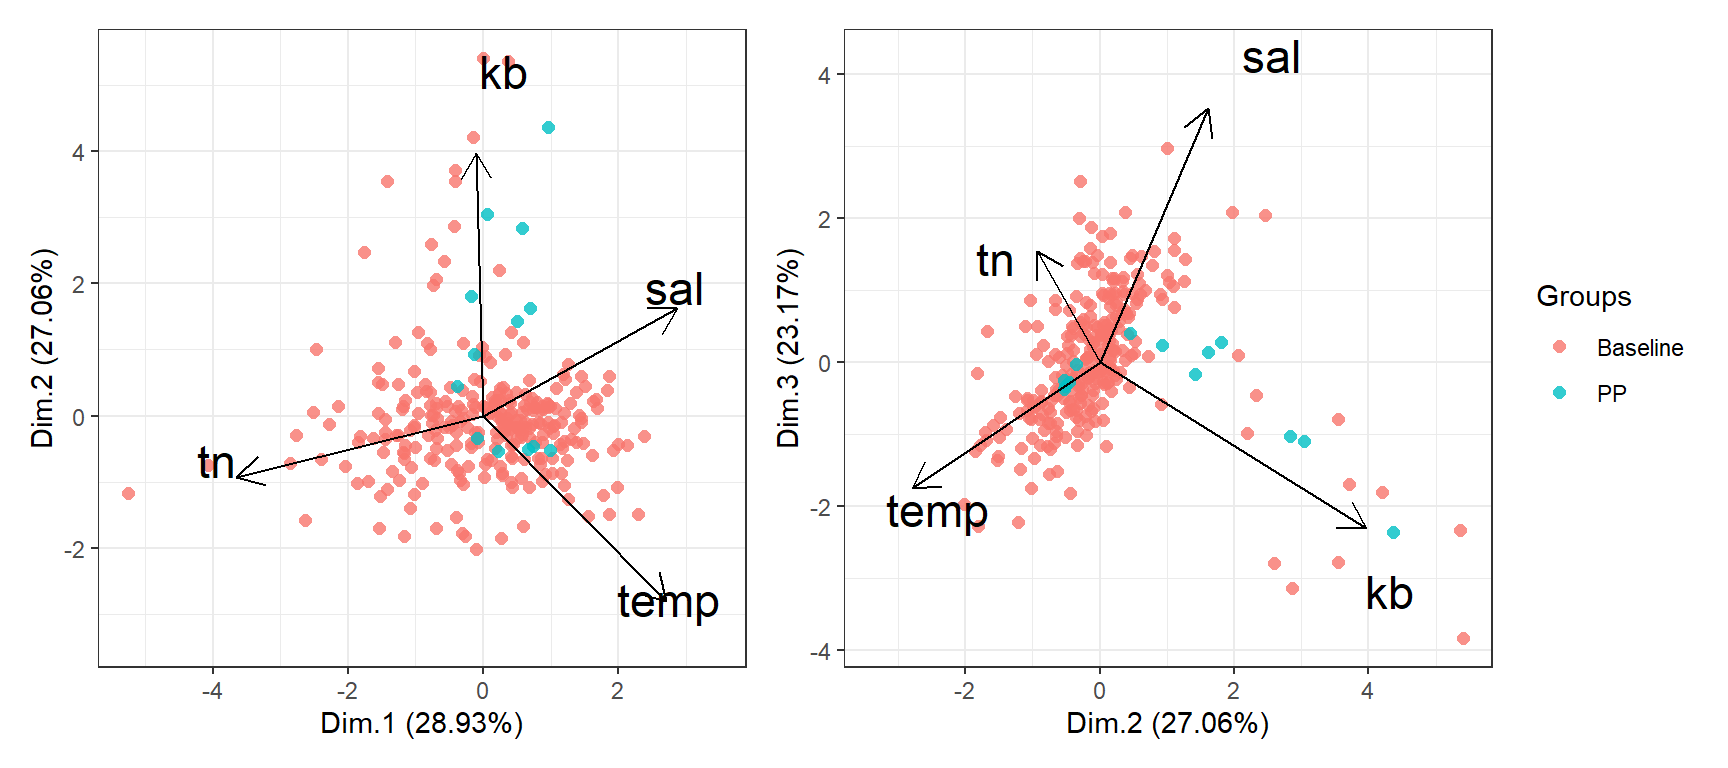 kb
sal
tn
temp
4
2
0
-2
-4
-2
0
2
Dim.2 (27.06%)
Dim.1 (28.93%)
sal
tn
temp
kb
4
2
0
-2
-4
-2
0
2
4
Dim.3 (23.17%)
Dim.2 (27.06%)
Groups
Baseline
PP